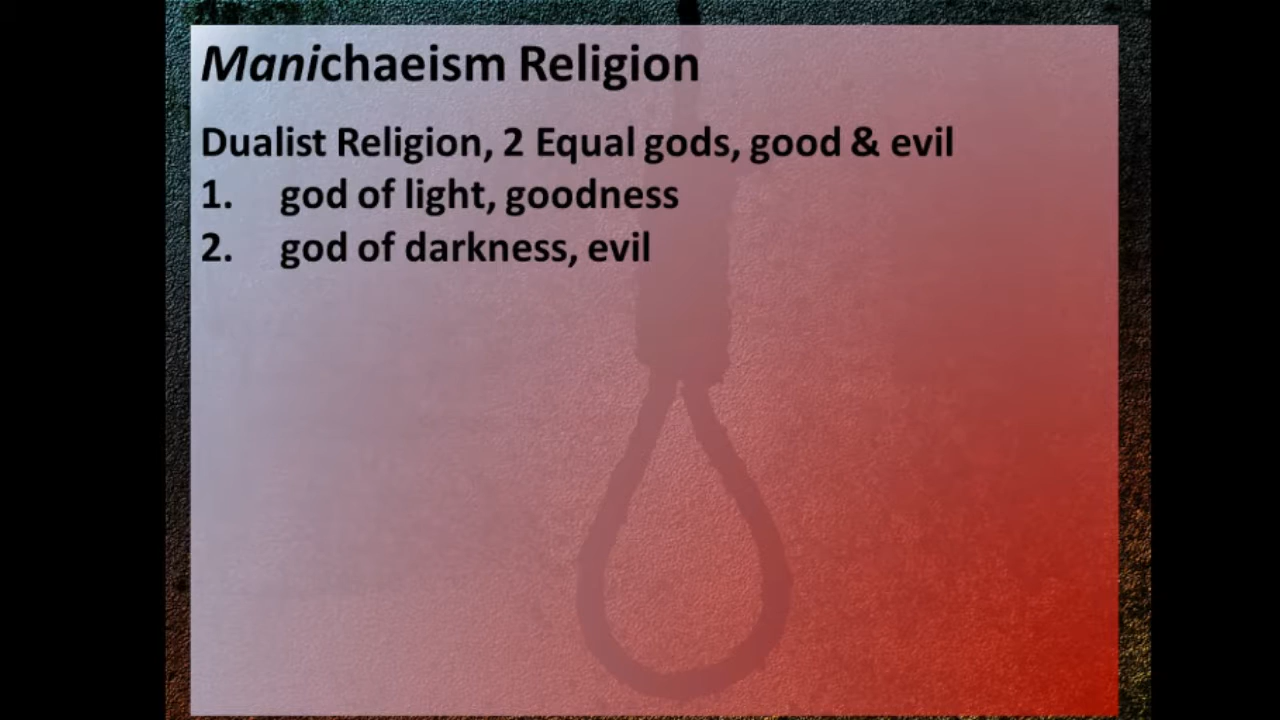 Manichaeism Religion
Dualist Religion, 2 Equal gods, good & evil
1. god of light, goodness
2. god of darkness, evil